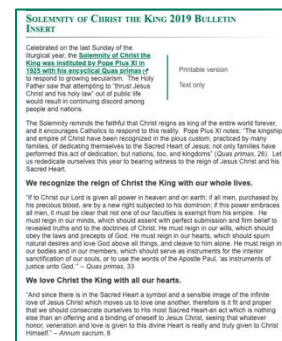 SOLEMNITY OF CHRIST THE KING 2019 BULLETIN
INSERT
Celebrated on the last Sunday of the
liturgical year, the Solemnity of Christ the
King was instituted by Pope Pius XI in
1925 with his encyclical Quas primas
to respond to growing secularism. The Holy
Father saw that attempting to "thrust Jesus
Christ and his holy law" out of public life
would result in continuing discord among
people and nations.
Printable version
Text only
The Solemnity reminds the faithful that Christ reigns as king of the entire world forever,
and it encourages Catholics to respond to this reality. Pope Pius XI notes: "The kingship
and empire of Christ have been recognized in the pious custom, practiced by many
families, of dedicating themselves to the Sacred Heart of Jesus; not only families have
performed this act of dedication, but nations, too, and kingdoms" (Quas primas, 26). Let
us rededicate ourselves this year to bearing witness to the reign of Jesus Christ and his
Sacred Heart.
We recognize the reign of Christ the King with our whole lives.
"If to Christ our Lord is given all power in heaven and on earth; if all men, purchased by
his precious blood, are by a new right subjected to his dominion; if this power embraces
all men, it must be clear that not one of our faculties is exempt from his empire. He
must reign in our minds, which should assent with perfect submission and firm belief to
revealed truths and to the doctrines of Christ. He must reign in our wills, which should
obey the laws and precepts of God. He must reign in our hearts, which should spurn
natural desires and love God above all things, and cleave to him alone. He must reign in
our bodies and in our members, which should serve as instruments for the interior
sanctification of our souls, or to use the words of the Apostle Paul, 'as instruments of
justice unto God.'" – Quas primas, 33
We love Christ the King with all our hearts.
"And since there is in the Sacred Heart a symbol and a sensible image of the infinite
love of Jesus Christ which moves us to love one another, therefore is it fit and proper
that we should consecrate ourselves to His most Sacred Heart-an act which is nothing
else than an offering and a binding of oneself to Jesus Christ, seeing that whatever
honor, veneration and love is given to this divine Heart is really and truly given to Christ
Himself." – Annum sacrum, 8